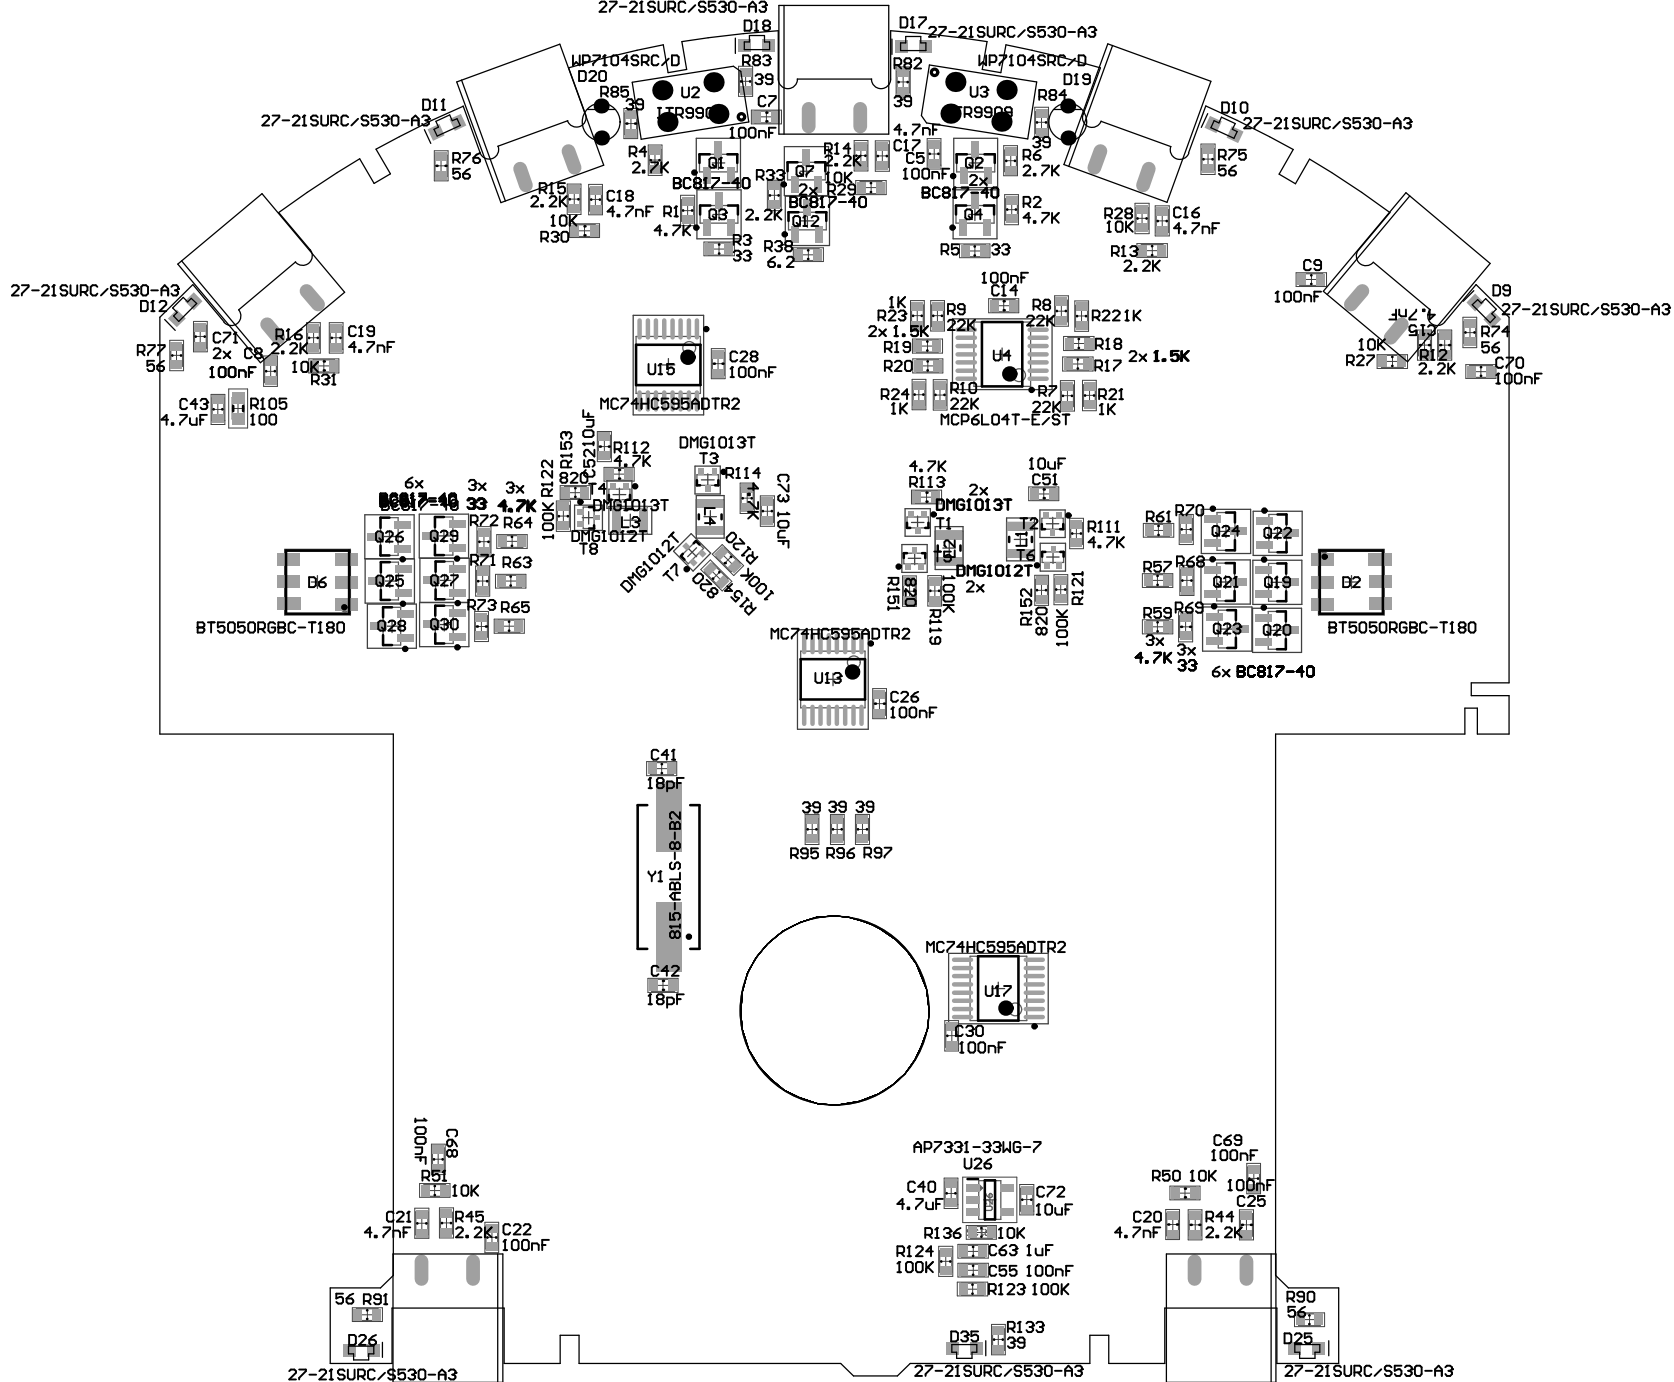 27-21SURC/S530-A3
D18
D17
27-21SURC/S530-A3
WP7104SRC/D
D20
R83
39
R82
39
WP7104SRC/D
D19
R85
39
U2
C7
100nF
U3
ITR9909
R84
39
D11
27-21SURC/S530-A3
D10
27-21SURC/S530-A3
R76
56
R4
2.7K
Q1
BC817-40
R14
2.2K
C17
4.7nF
C5
100nF
Q2
2x
BC817-40
R6
2.7K
R75
56
R15
2.2K
10K
R30
C18
4.7nF
R1
4.7K
Q3
R3
33
R33
2.2K
Q7
2x
BC817-40
10K
R29
Q12
R38
6.2
Q4
R5
33
R2
4.7K
R28
10K
C16
4.7nF
R13
2.2K
27-21SURC/S530-A3
D12
C9
100nF
D9
27-21SURC/S530-A3
100nF
C14
R77
56
C71
2x
100nF
C8
R16
2.2K
C19
4.7nF
10K
R31
U15
MC74HC595ADTR2
C28
100nF
1K
R23
R9
22K
2x 1.5K
R19
R20
R24
1K
R10
22K
U4
MCP6L04T-E/ST
R8
22K
R22
1K
R18
R17
2x 1.5K
R7
22K
R21
1K
4.7nF
C15
10K
R27
R12
2.2K
R74
56
C70
100nF
C43
4.7uF
R105
100
DMG1013T
T3
C52
10uF
R112
4.7K
R153
820
R122
100K
T4
DMG1013T
L3
DMG1012T
T8
R114
4.7K
L4
C73
10uF
DMG1012T
T7
R120
100K
820
R154
4.7K
R113
2x
DMG1013T
T1
10uF
C51
T2
R111
4.7K
L1
T5
T6
DMG1012T
2x
R151
820
100K
R119
R152
820
R121
100K
6x
BC817-40
3x
33
3x
4.7K
Q26
Q29
R72
R64
Q25
Q27
R71
R63
Q28
Q30
R73
R65
D6
BT5050RGBC-T180
R61
R70
Q24
Q22
R57
R68
Q21
Q19
R59
R69
Q23
Q20
3x
4.7K
3x
33
6x BC817-40
D2
BT5050RGBC-T180
MC74HC595ADTR2
U13
C26
100nF
C41
18pF
Y1
815-ABLS-8-B2
C42
18pF
39 39 39
R95 R96 R97
MC74HC595ADTR2
U17
C30
100nF
C68
100nF
R51
10K
C21
4.7nF
R45
2.2K
C22
100nF
AP7331-33WG-7
U26
C40
4.7uF
U26
C72
10uF
R136
10K
R124
100K
C63 1uF
C55 100nF
R123 100K
C69
100nF
R50 10K
100nF
C25
C20
4.7nF
R44
2.2K
56 R91
D26
27-21SURC/S530-A3
D35
R133
39
27-21SURC/S530-A3
R90
56
D25
27-21SURC/S530-A3